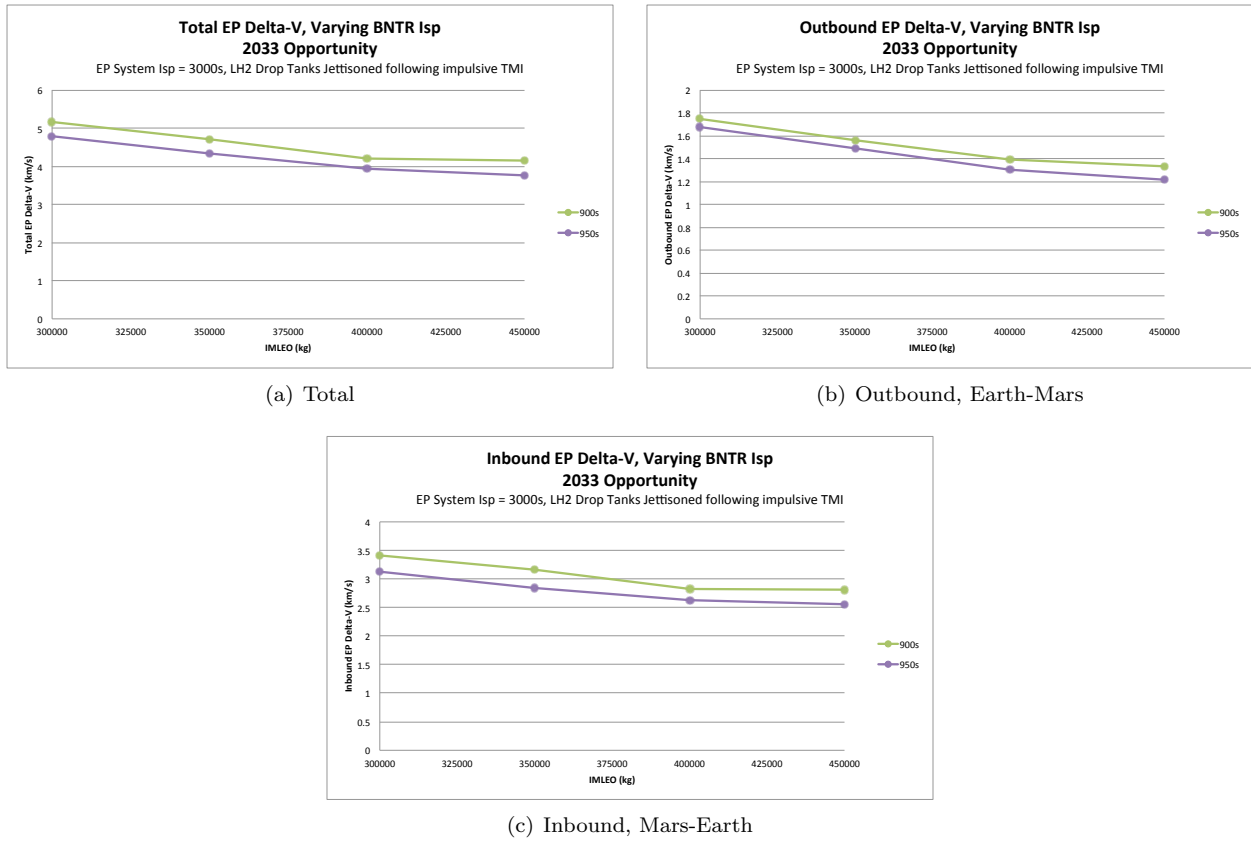 Total EP Delta-V, Varying BNTR Isp
2033 Opportunity
EP System Isp = 3000s, LH2 Drop Tanks Jettisoned following impulsive TMI
6
5
4
3
2
1
0
Total EP Delta-V (km/s)
300000 325000 350000 375000 400000 425000 450000
IMLEO (kg)
900s
950s
(a) Total
Outbound EP Delta-V, Varying BNTR Isp
2033 Opportunity
EP System Isp = 3000s, LH2 Drop Tanks Jettisoned following impulsive TMI
2
1.8
1.6
1.4
1.2
1
0.8
0.6
0.4
0.2
0
Outbound EP Delta-V (km/s)
300000 325000 350000 375000 400000 425000 450000
IMLEO (kg)
900s
950s
(b) Outbound, Earth-Mars
Inbound EP Delta-V, Varying BNTR Isp
2033 Opportunity
EP System Isp = 3000s, LH2 Drop Tanks Jettisoned following impulsive TMI
4
3.5
3
2.5
2
1.5
1
0.5
0
Inbound EP Delta-V (km/s)
300000 325000 350000 375000 400000 425000 450000
IMLEO (kg)
900s
950s
(c) Inbound, Mars-Earth